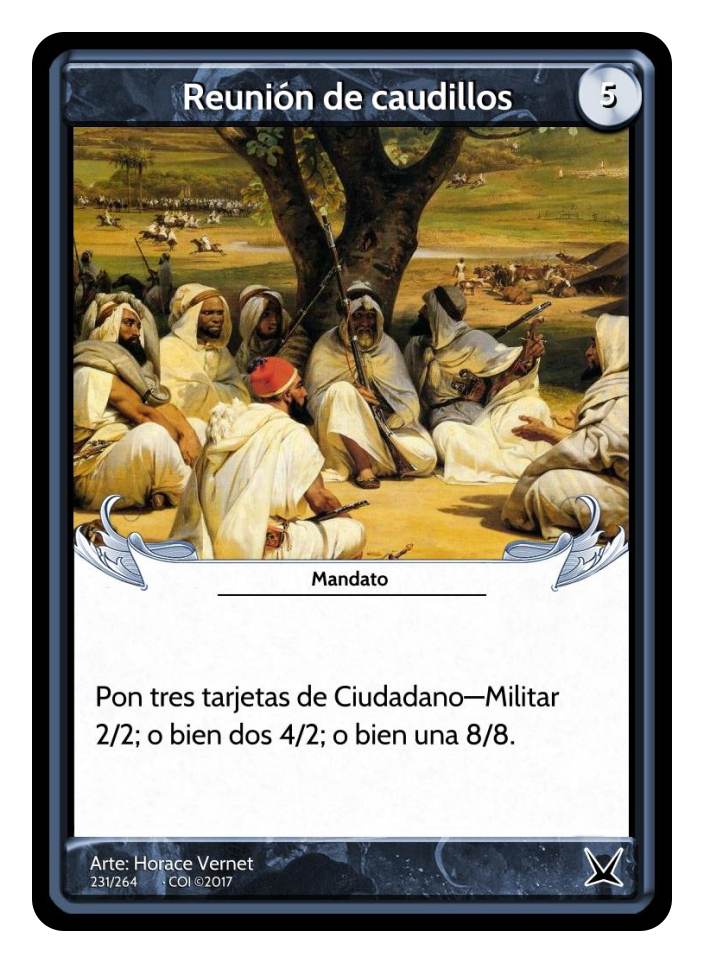 Reunión de caudillos
5
Mandato
Pon tres tarjetas de Ciudadano—Militar
2/2; o bien dos 4/2; o bien una 8/8.
Arte: Horace Vernet
231/264 · COI ©2017